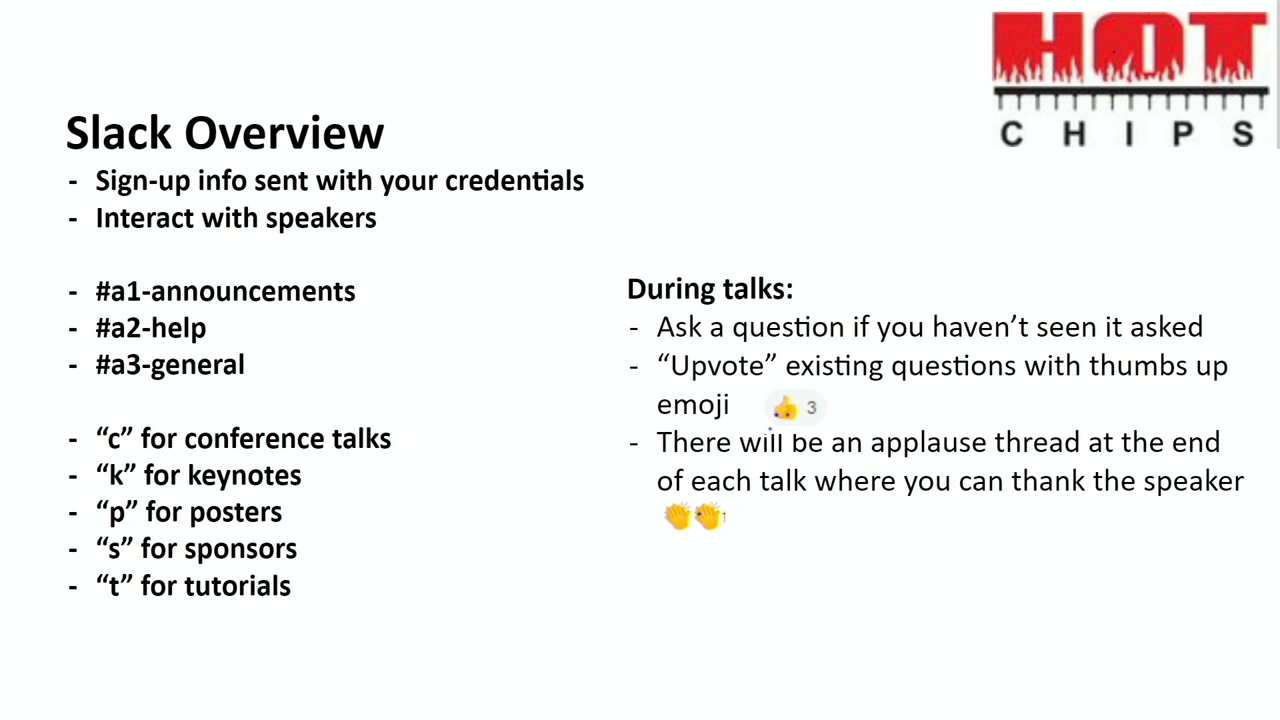 HOT
CHIPS
Slack Overview
- Sign-up info sent with your credentials
- Interact with speakers
- #a1-announcements
- #a2-help
- #a3-general
- “c” for conference talks
- “k” for keynotes
- “p” for posters
- “s” for sponsors
- “t” for tutorials
During talks:
- Ask a question if you haven’t seen it asked
- “Upvote” existing questions with thumbs up
emoji 👍 3
- There will be an applause thread at the end
of each talk where you can thank the speaker
👏👏